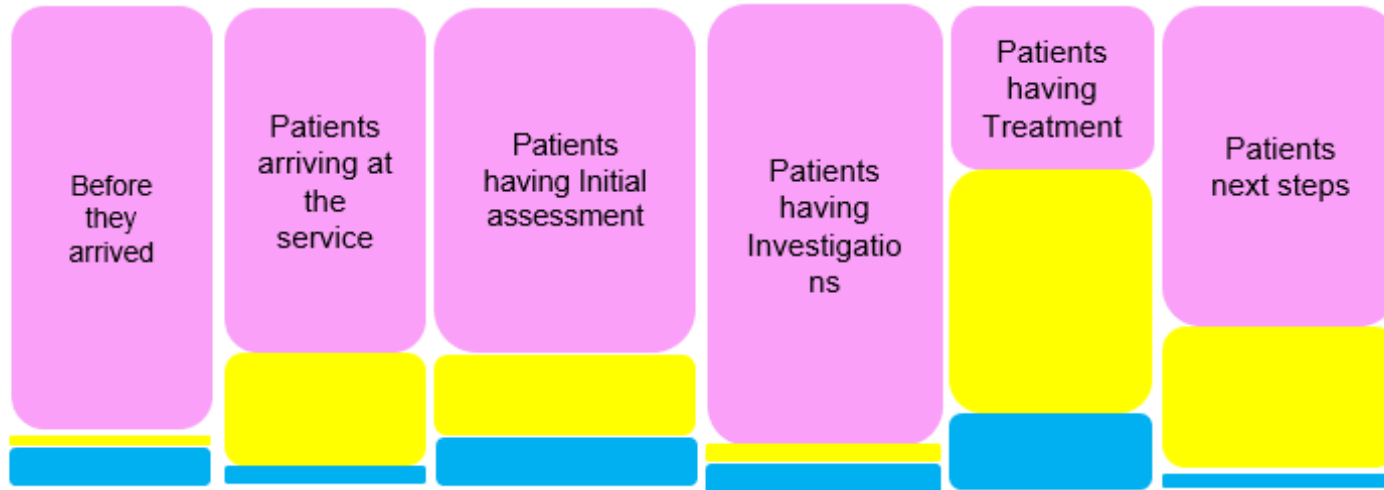 Before
they
arrived
Patients
arriving at
the
service
Patients
having Initial
assessment
Patients
having
Investigatio
ns
Patients
having
Treatment
Patients
next steps